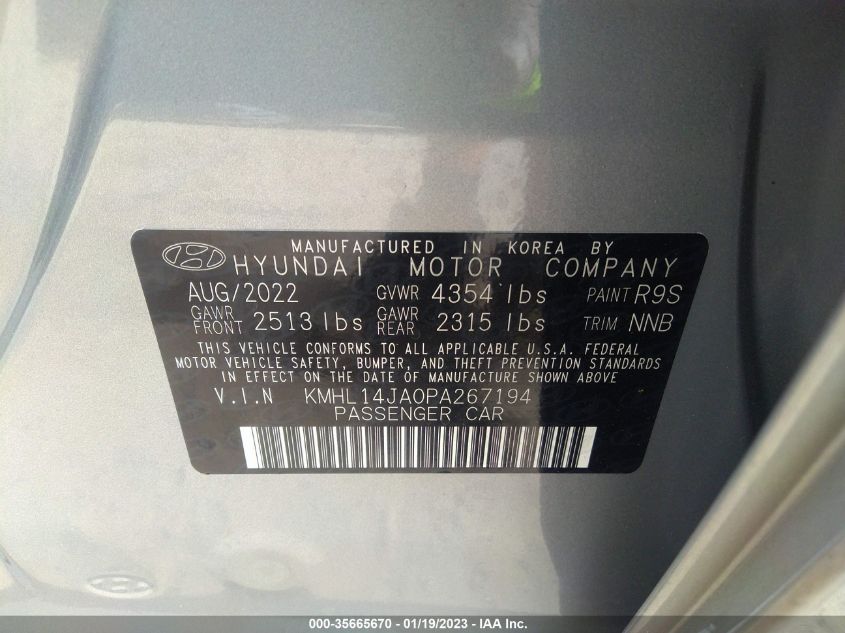 MANUFACTURED IN KOREA BY
HYUNDAI MOTOR COMPANY
AUG/2022 GVWR 4354 lbs PAINT R9S
GAWR FRONT 2513 lbs GAWR REAR 2315 lbs TRIM NNB
THIS VEHICLE CONFORMS TO ALL APPLICABLE U.S.A. FEDERAL
MOTOR VEHICLE SAFETY, BUMPER, AND THEFT PREVENTION STANDARDS
IN EFFECT ON THE DATE OF MANUFACTURE SHOWN ABOVE
V.I.N KMHL14JA0PA267194
PASSENGER CAR
000-35665670 - 01/19/2023 - IAA Inc.